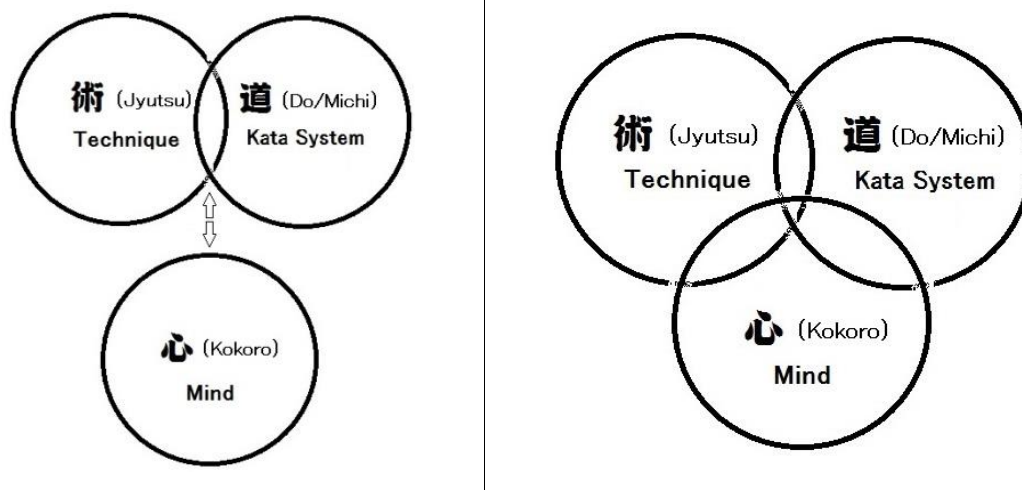 術 (Jyutsu)
Technique
道 (Do/Michi)
Kata System
心 (Kokoro)
Mind
術 (Jyutsu)
Technique
道 (Do/Michi)
Kata System
心 (Kokoro)
Mind